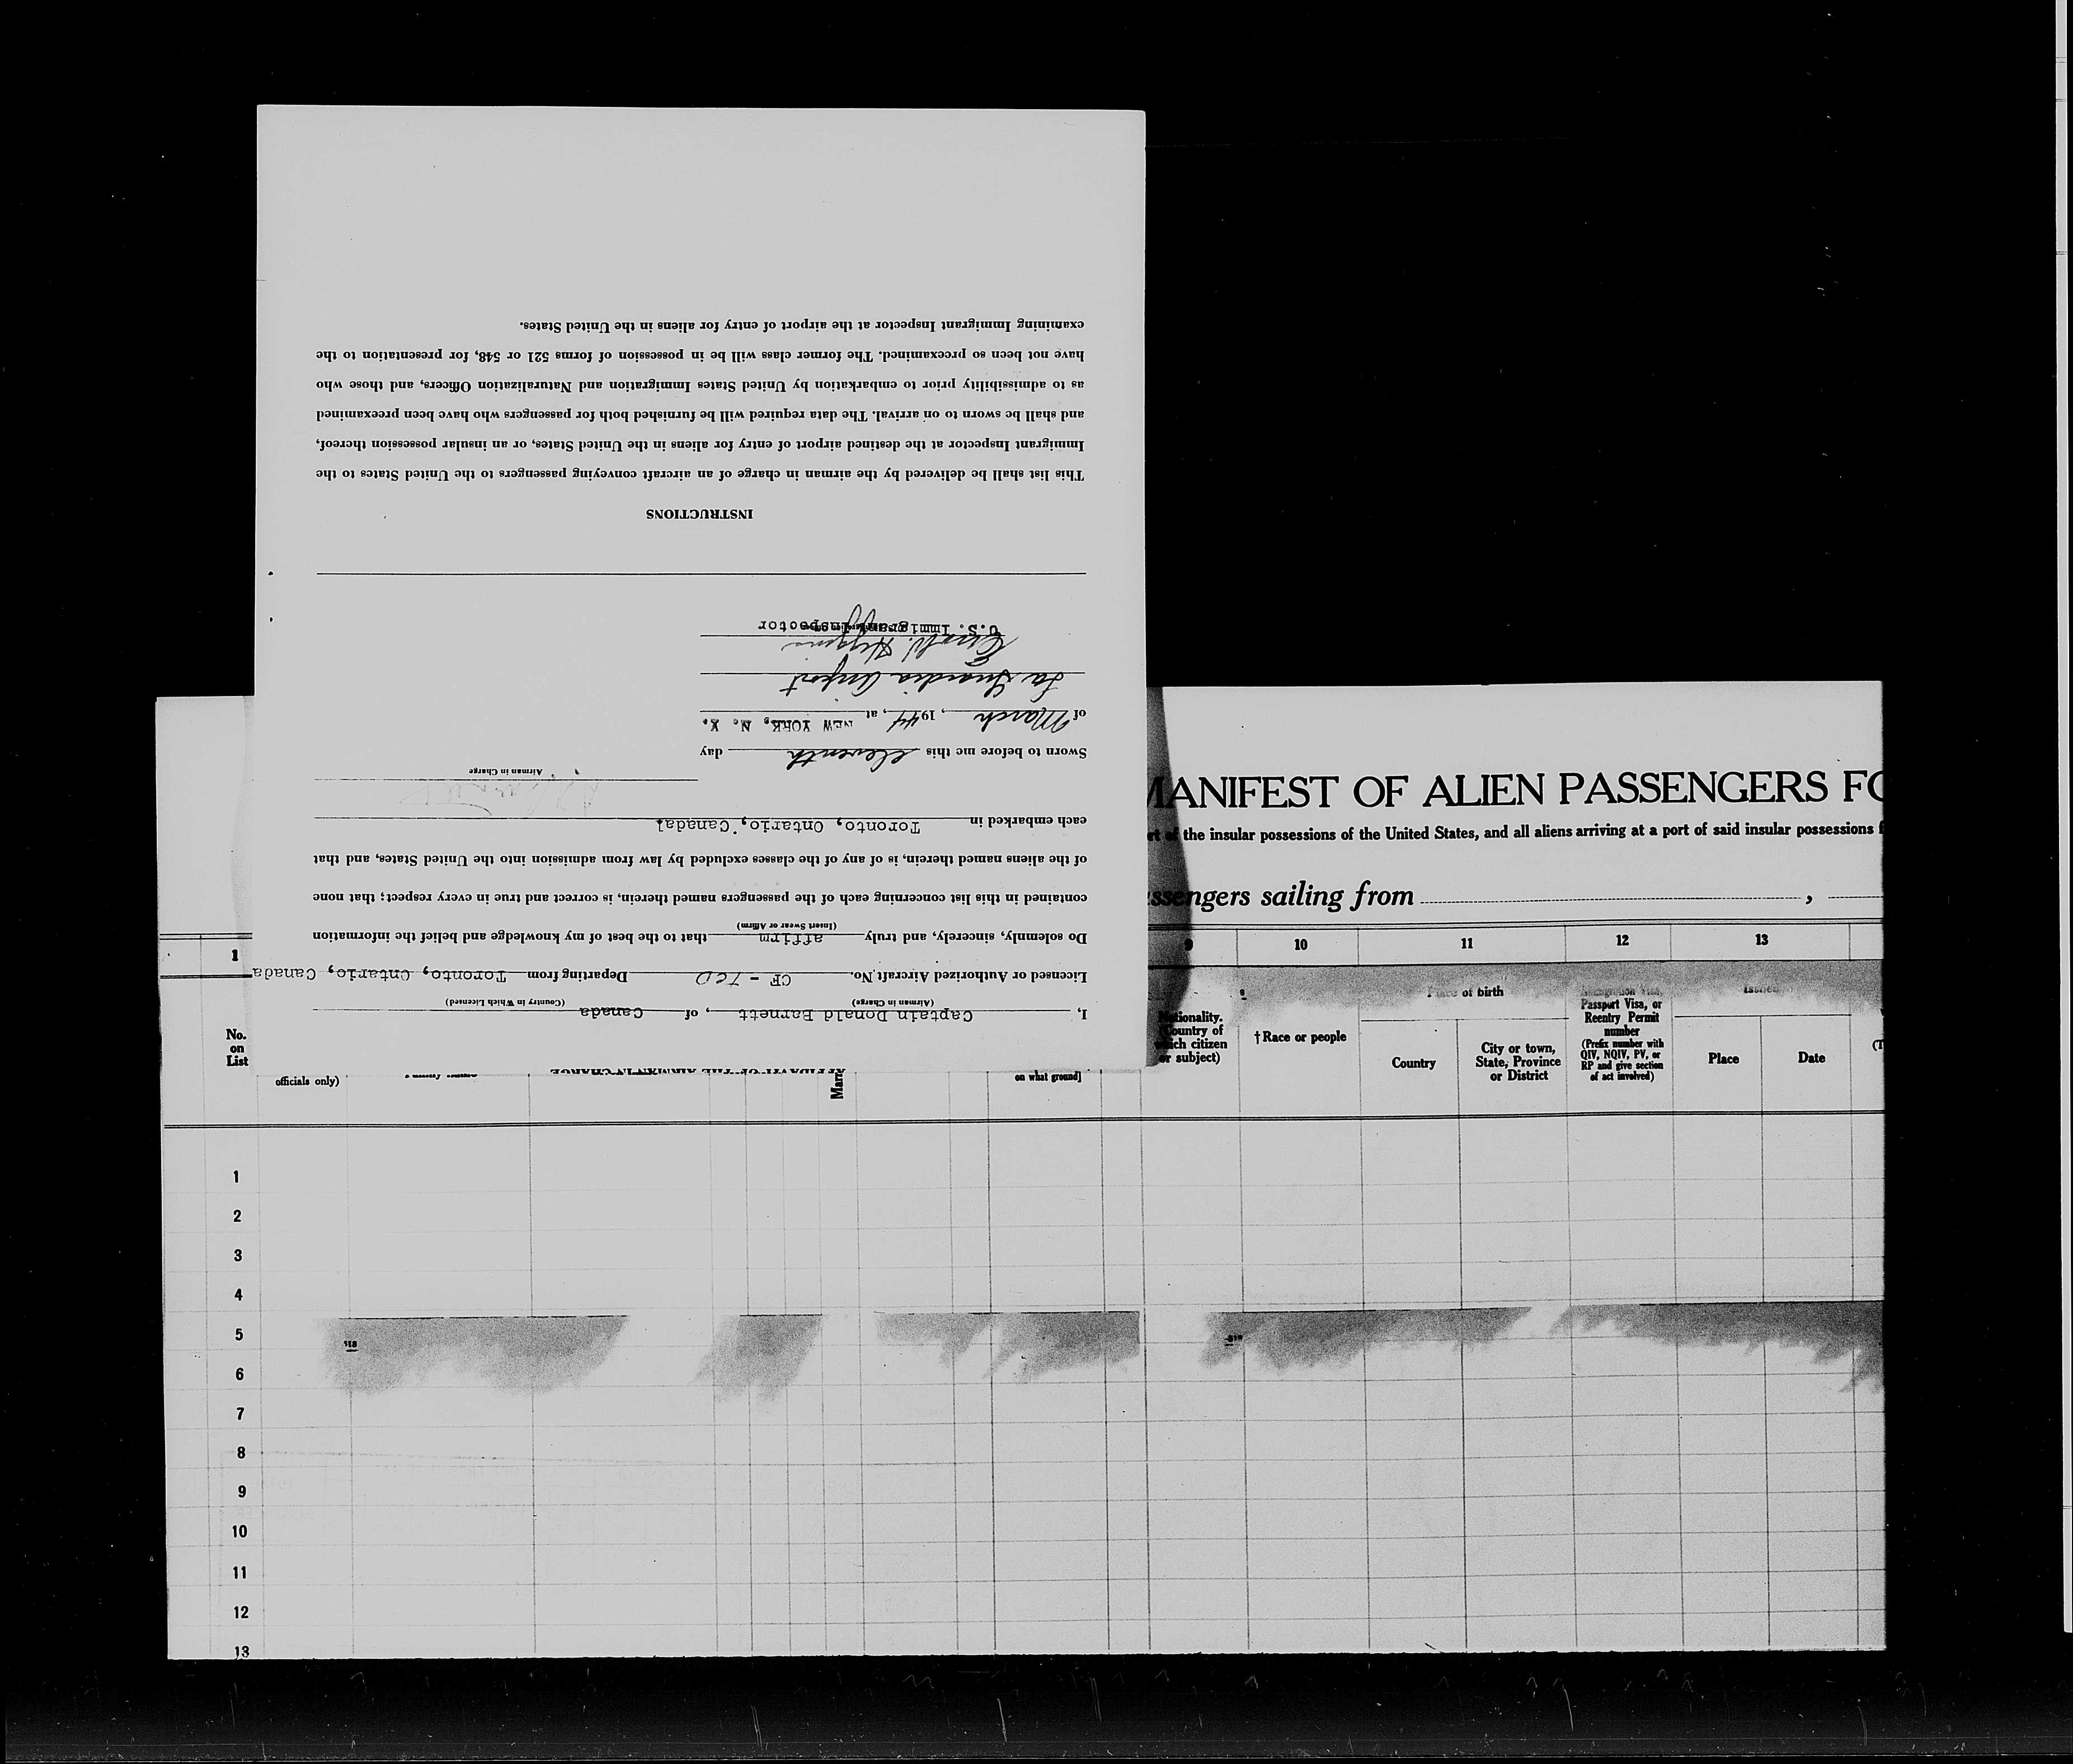 AFFIDAVIT OF THE AIRMAN IN CHARGE
I, Captain Donald Barnett, of Canada
(Airman in Charge) (Country in Which Licensed)
Licensed or Authorized Aircraft No. CF - TCD Departing from Toronto, Ontario, Canada
Do solemnly, sincerely, and truly affirm that to the best of my knowledge and belief the information
(Insert Swear or Affirm)
contained in this list concerning each of the passengers named therein, is correct and true in every respect; that none
of the aliens named therein, is of any of the classes excluded by law from admission into the United States, and that
each embarked in Toronto, Ontario, Canada.
Airman in Charge
Sworn to before me this eleventh day
of March, 1944, at NEW YORK, N. Y.
La Guardia Airport
W. Higgins
U.S. Immigrant Inspector
INSTRUCTIONS
This list shall be delivered by the airman in charge of an aircraft conveying passengers to the United States to the
Immigrant Inspector at the destined airport of entry for aliens in the United States, or an insular possession thereof,
and shall be sworn to on arrival. The data required will be furnished both for passengers who have been preexamined
as to admissibility prior to embarkation by United States Immigration and Naturalization Officers, and those who
have not been so preexamined. The former class will be in possession of forms 521 or 548, for presentation to the
examining Immigrant Inspector at the airport of entry for aliens in the United States.
MANIFEST OF ALIEN PASSENGERS FO
of the insular possessions of the United States, and all aliens arriving at a port of said insular possessions
ssengers sailing from ,
1 9 10 11 12 13
No.
on
List
officials only)
Marr
on what ground]
Nationality.
(Country of
which citizen
or subject)
† Race or people
Place of birth
Country
City or town,
State, Province
or District
Immigration Visa,
Passport Visa, or
Reentry Permit
number
(Prefix number with
QIV, NQIV, PV, or
RP and give section
of act involved)
Issued
Place
Date
(T
1
2
3
4
5
6
7
8
9
10
11
12
13